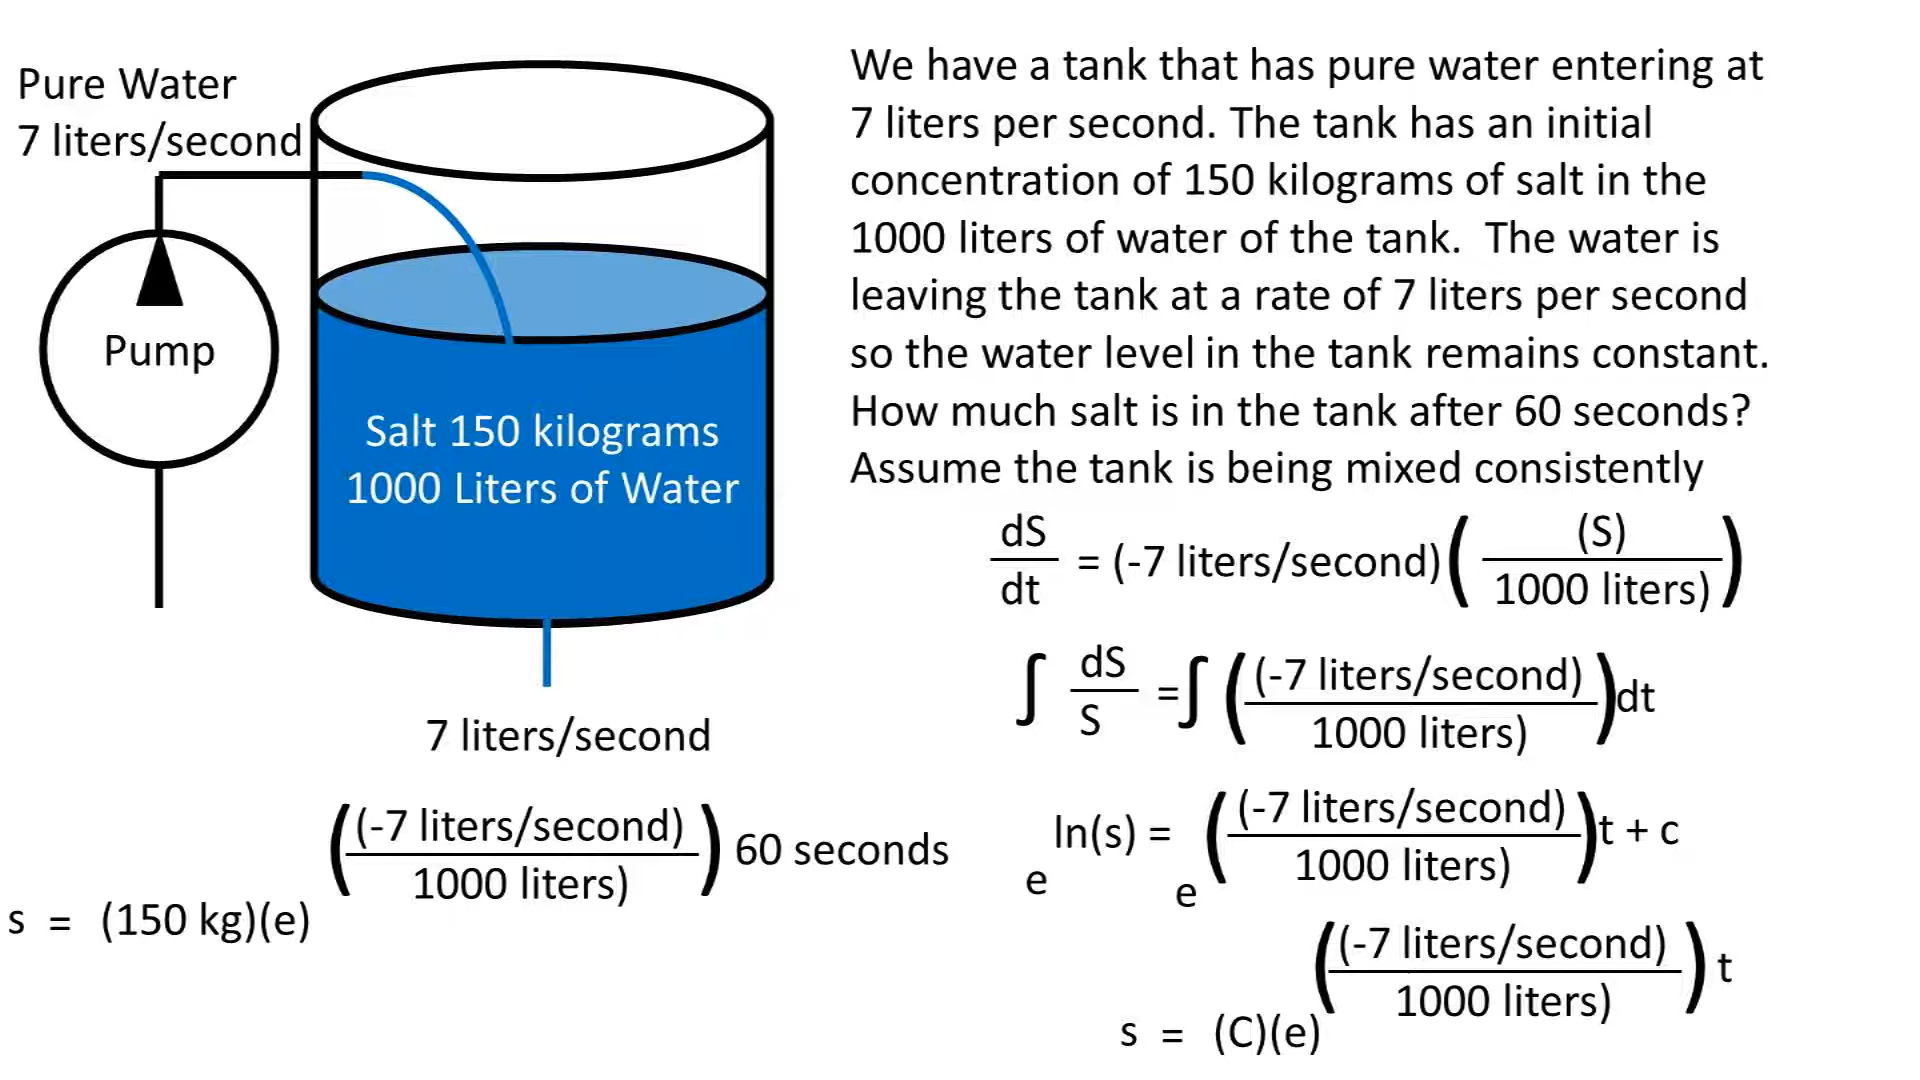 Pure Water
7 liters/second
Pump
Salt 150 kilograms
1000 Liters of Water
7 liters/second
We have a tank that has pure water entering at
7 liters per second. The tank has an initial
concentration of 150 kilograms of salt in the
1000 liters of water of the tank.  The water is
leaving the tank at a rate of 7 liters per second
so the water level in the tank remains constant.
How much salt is in the tank after 60 seconds?
Assume the tank is being mixed consistently
dS
dt
= (-7 liters/second)
(
(S)
1000 liters)
)
∫
dS
S
=∫
(
(-7 liters/second)
1000 liters)
)
dt
e
ln(s) =
e
(
(-7 liters/second)
1000 liters)
)
t + c
s = (C)(e)
(
(-7 liters/second)
1000 liters)
)
t
s = (150 kg)(e)
(
(-7 liters/second)
1000 liters)
)
60 seconds